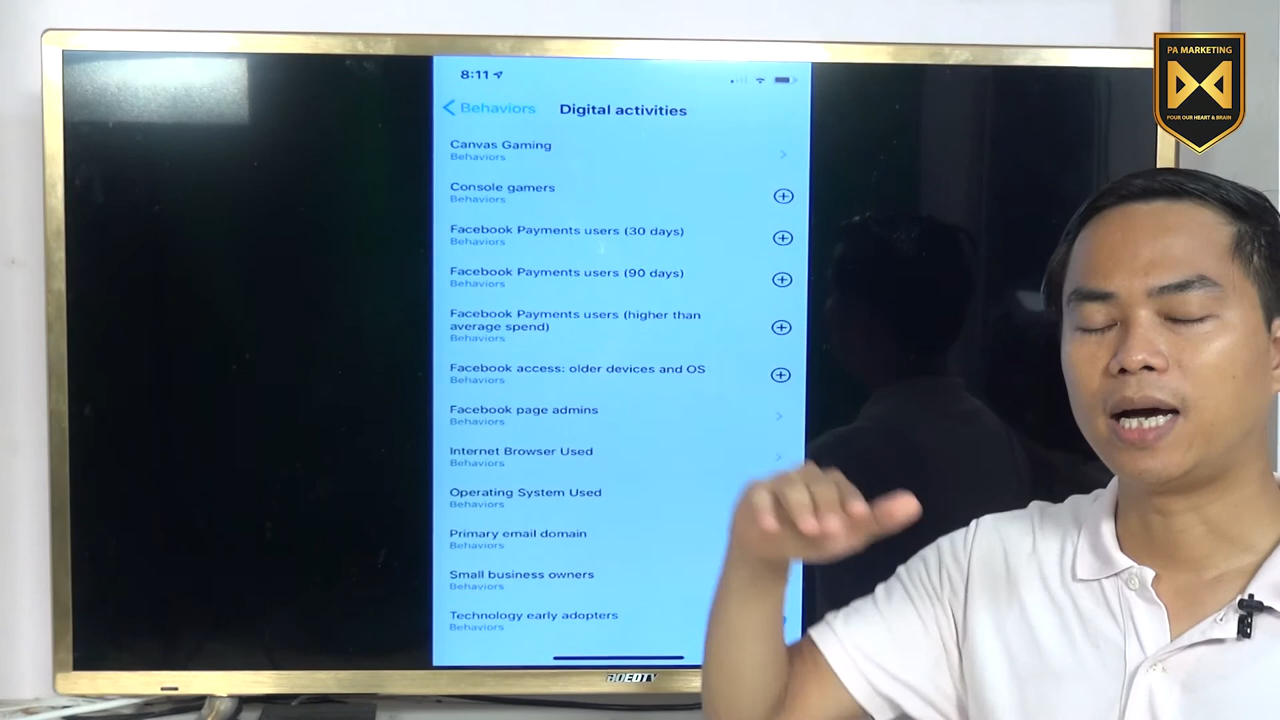 PA MARKETING
POUR OUR HEART & BRAIN
8:11
Behaviors
Digital activities
Canvas Gaming
Behaviors
Console gamers
Behaviors
Facebook Payments users (30 days)
Behaviors
Facebook Payments users (90 days)
Behaviors
Facebook Payments users (higher than
average spend)
Behaviors
Facebook access: older devices and OS
Behaviors
Facebook page admins
Behaviors
Internet Browser Used
Behaviors
Operating System Used
Behaviors
Primary email domain
Behaviors
Small business owners
Behaviors
Technology early adopters
Behaviors